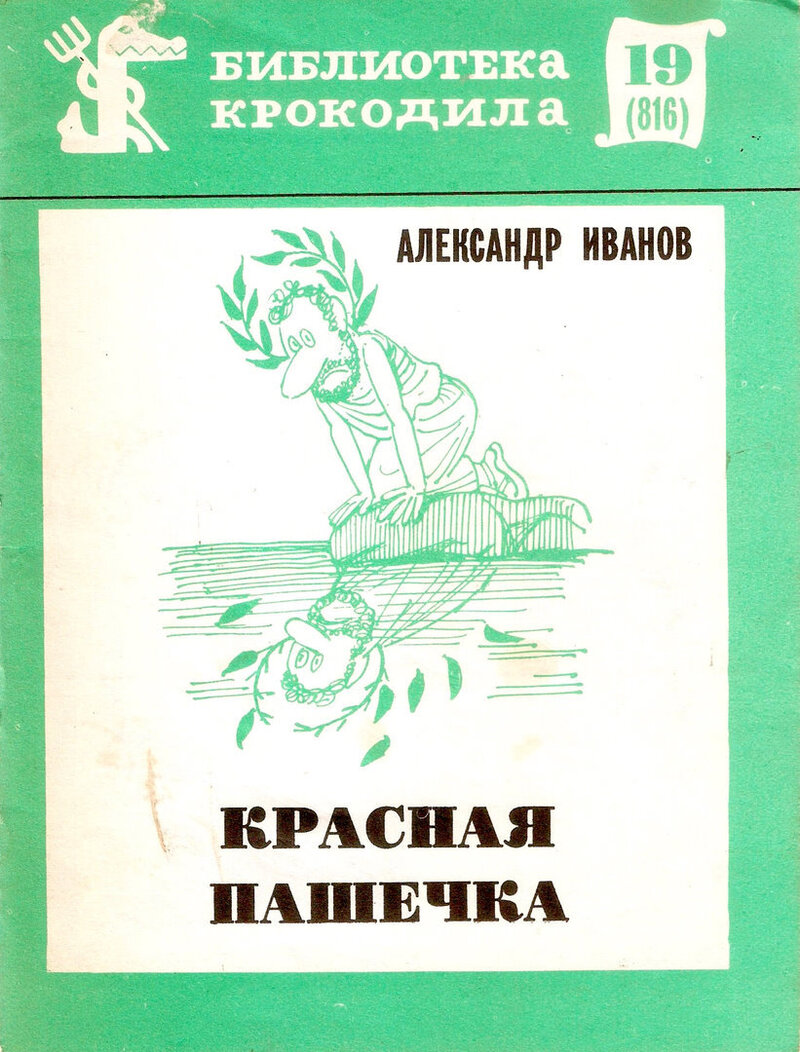 БИБЛИОТЕКА
КРОКОДИЛА
19
(816)
АЛЕКСАНДР ИВАНОВ
КРАСНАЯ
ПАШЕЧКА